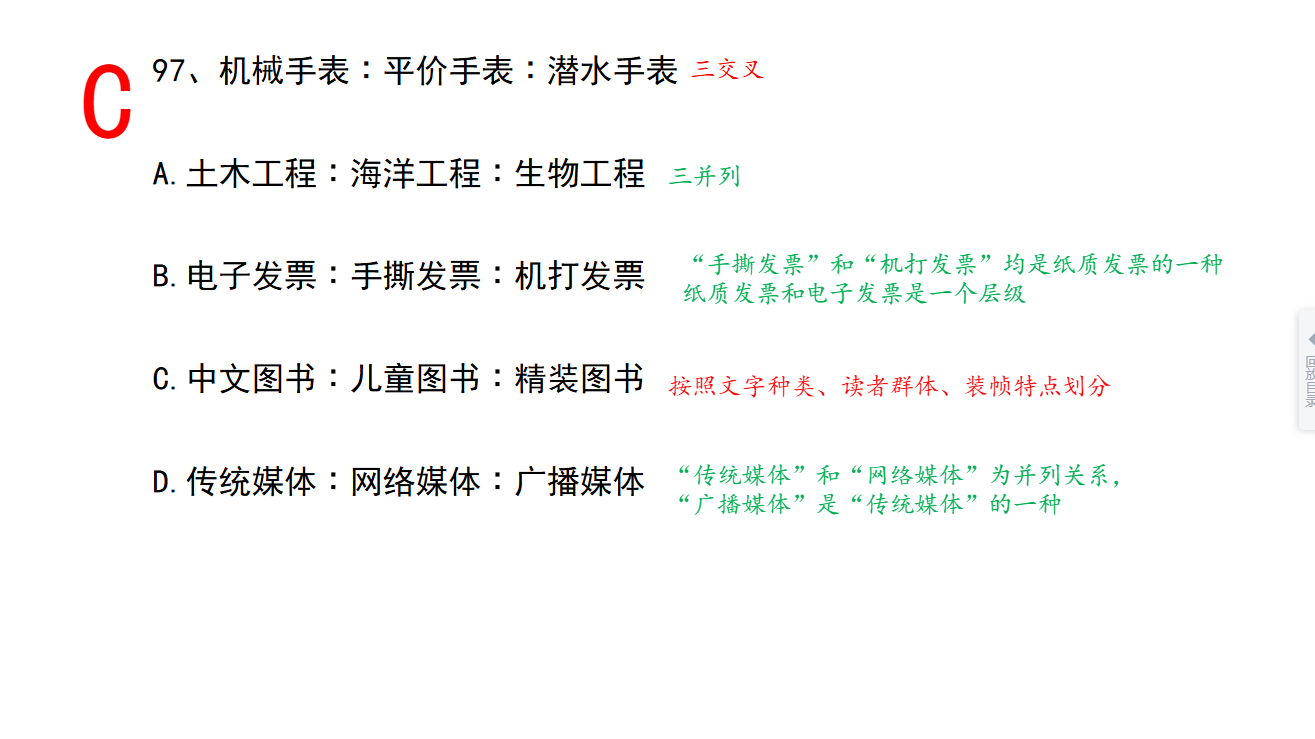 C
97、机械手表∶平价手表∶潜水手表 三交叉
A.土木工程∶海洋工程∶生物工程 三并列
B.电子发票∶手撕发票∶机打发票
“手撕发票”和“机打发票”均是纸质发票的一种
纸质发票和电子发票是一个层级
C.中文图书∶儿童图书∶精装图书 按照文字种类、读者群体、装帧特点划分
D.传统媒体∶网络媒体∶广播媒体
“传统媒体”和“网络媒体”为并列关系，
“广播媒体”是“传统媒体”的一种
回放目录